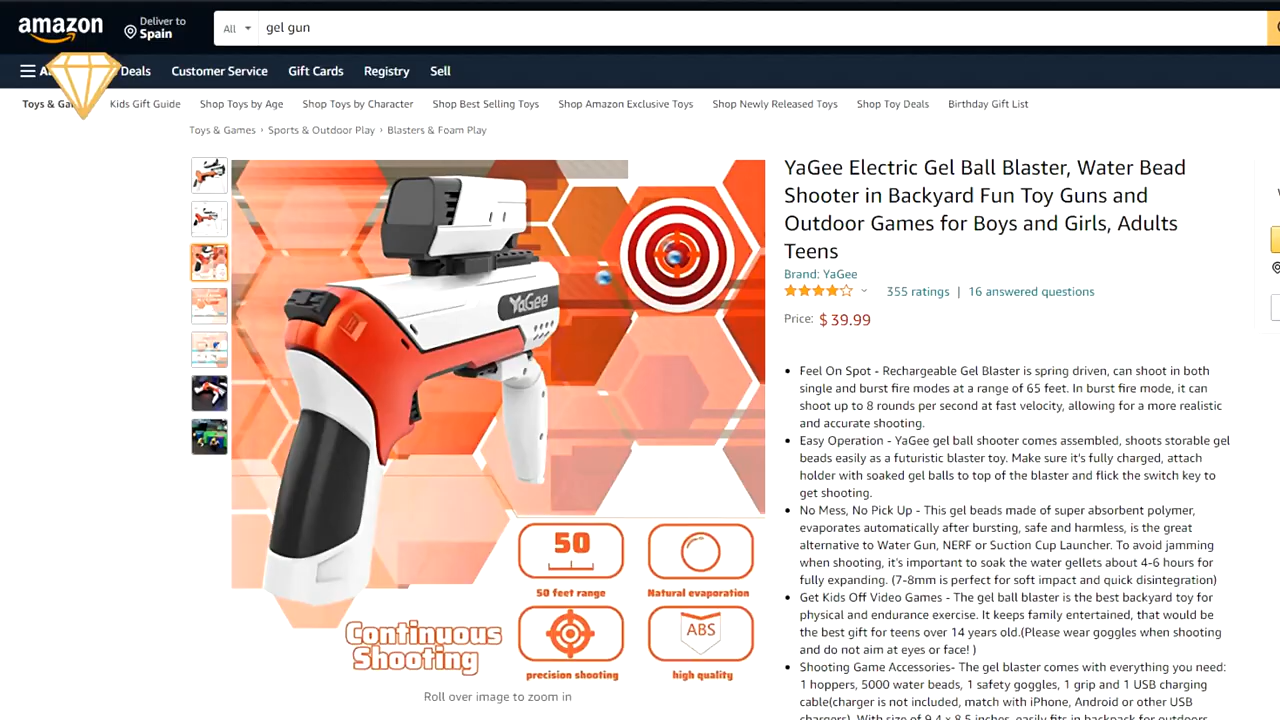 amazon
Deliver to
Spain
All
gel gun
Deals
Customer Service
Gift Cards
Registry
Sell
Toys &
Kids Gift Guide
Shop Toys by Age
Shop Toys by Character
Shop Best Selling Toys
Shop Amazon Exclusive Toys
Shop Newly Released Toys
Shop Toy Deals
Birthday Gift List
Toys & Games › Sports & Outdoor Play › Blasters & Foam Play
YaGee
50
50 feet range
Natural evaporation
precision shooting
ABS
high quality
Continuous
Shooting
Roll over image to zoom in
YaGee Electric Gel Ball Blaster, Water Bead
Shooter in Backyard Fun Toy Guns and
Outdoor Games for Boys and Girls, Adults
Teens
Brand: YaGee
355 ratings | 16 answered questions
Price: $ 39.99
• Feel On Spot - Rechargeable Gel Blaster is spring driven, can shoot in both
single and burst fire modes at a range of 65 feet. In burst fire mode, it can
shoot up to 8 rounds per second at fast velocity, allowing for a more realistic
and accurate shooting.
• Easy Operation - YaGee gel ball shooter comes assembled, shoots storable gel
beads easily as a futuristic blaster toy. Make sure it's fully charged, attach
holder with soaked gel balls to top of the blaster and flick the switch key to
get shooting.
• No Mess, No Pick Up - This gel beads made of super absorbent polymer,
evaporates automatically after bursting, safe and harmless, is the great
alternative to Water Gun, NERF or Suction Cup Launcher. To avoid jamming
when shooting, it's important to soak the water gellets about 4-6 hours for
fully expanding. (7-8mm is perfect for soft impact and quick disintegration)
• Get Kids Off Video Games - The gel ball blaster is the best backyard toy for
physical and endurance exercise. It keeps family entertained, that would be
the best gift for teens over 14 years old.(Please wear goggles when shooting
and do not aim at eyes or face! )
• Shooting Game Accessories- The gel blaster comes with everything you need:
1 hoppers, 5000 water beads, 1 safety goggles, 1 grip and 1 USB charging
cable(charger is not included, match with iPhone, Android or other USB
chargers). With size of 9.4 x 8.5 inches, easily fits in backpack for outdoors